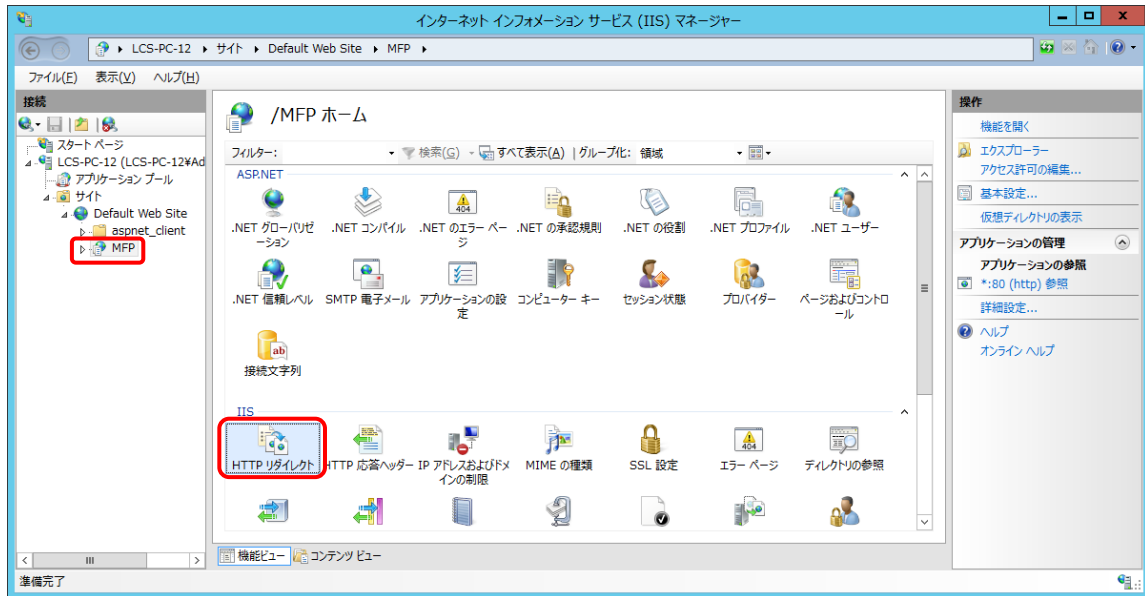 インターネット インフォメーション サービス (IIS) マネージャー
LCS-PC-12 サイト Default Web Site MFP
ファイル(F) 表示(V) ヘルプ(H)
接続
スタート ページ
LCS-PC-12 (LCS-PC-12¥Ad
アプリケーション プール
サイト
Default Web Site
aspnet_client
MFP
/MFP ホーム
フィルター: 検索(G) すべて表示(A) グループ化: 領域
ASP.NET
.NET グローバリゼーション
.NET コンパイル
.NET のエラー ページ
.NET の承認規則
.NET の役割
.NET プロファイル
.NET ユーザー
.NET 信頼レベル
SMTP 電子メール
アプリケーションの設定
コンピューター キー
セッション状態
プロバイダー
ページおよびコントロール
接続文字列
IIS
HTTP リダイレクト
HTTP 応答ヘッダー
IP アドレスおよびドメインの制限
MIME の種類
SSL 設定
エラー ページ
ディレクトリの参照
機能ビュー コンテンツ ビュー
操作
機能を開く
エクスプローラー
アクセス許可の編集...
基本設定...
仮想ディレクトリの表示
アプリケーションの管理
アプリケーションの参照
*:80 (http) 参照
詳細設定...
ヘルプ
オンライン ヘルプ
準備完了